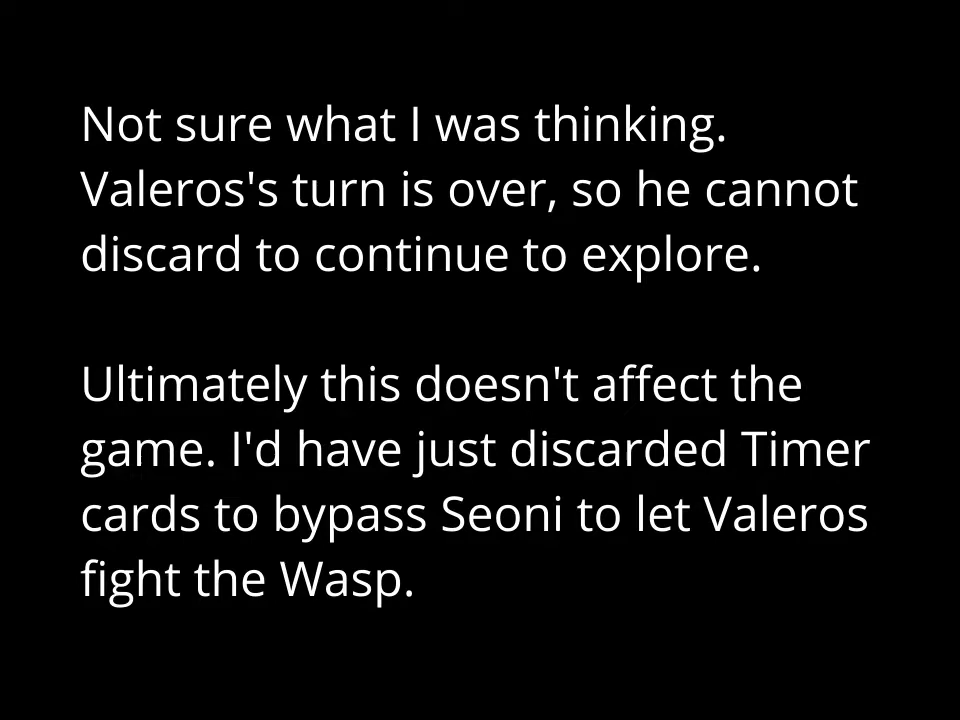 Not sure what I was thinking.
Valeros's turn is over, so he cannot
discard to continue to explore.
Ultimately this doesn't affect the
game. I'd have just discarded Timer
cards to bypass Seoni to let Valeros
fight the Wasp.